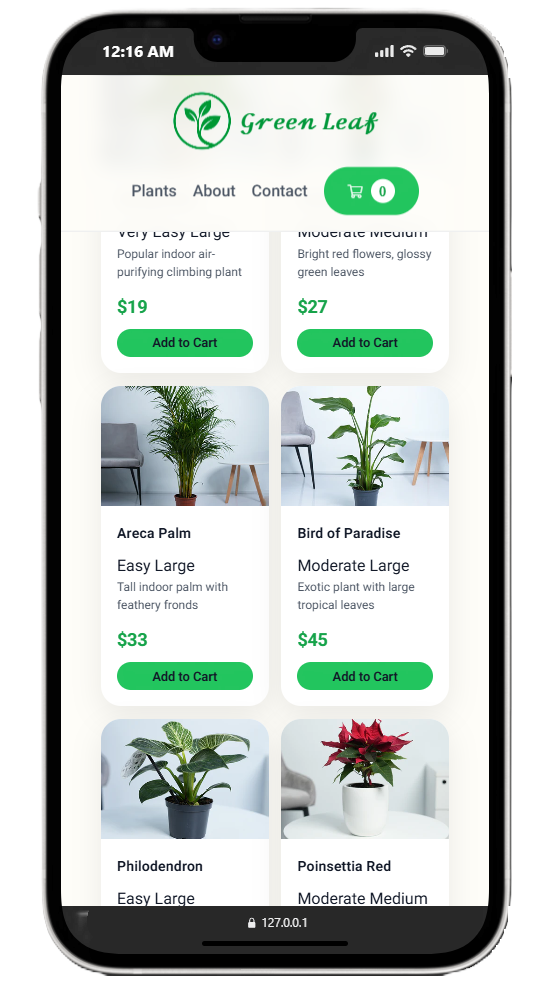 12:16 AM
Green Leaf
Plants About Contact 0
Very Easy Large
Popular indoor air-
purifying climbing plant
$19
Add to Cart
Moderate Medium
Bright red flowers, glossy
green leaves
$27
Add to Cart
Areca Palm
Easy Large
Tall indoor palm with
feathery fronds
$33
Add to Cart
Bird of Paradise
Moderate Large
Exotic plant with large
tropical leaves
$45
Add to Cart
Philodendron
Easy Large
Poinsettia Red
Moderate Medium
127.0.0.1